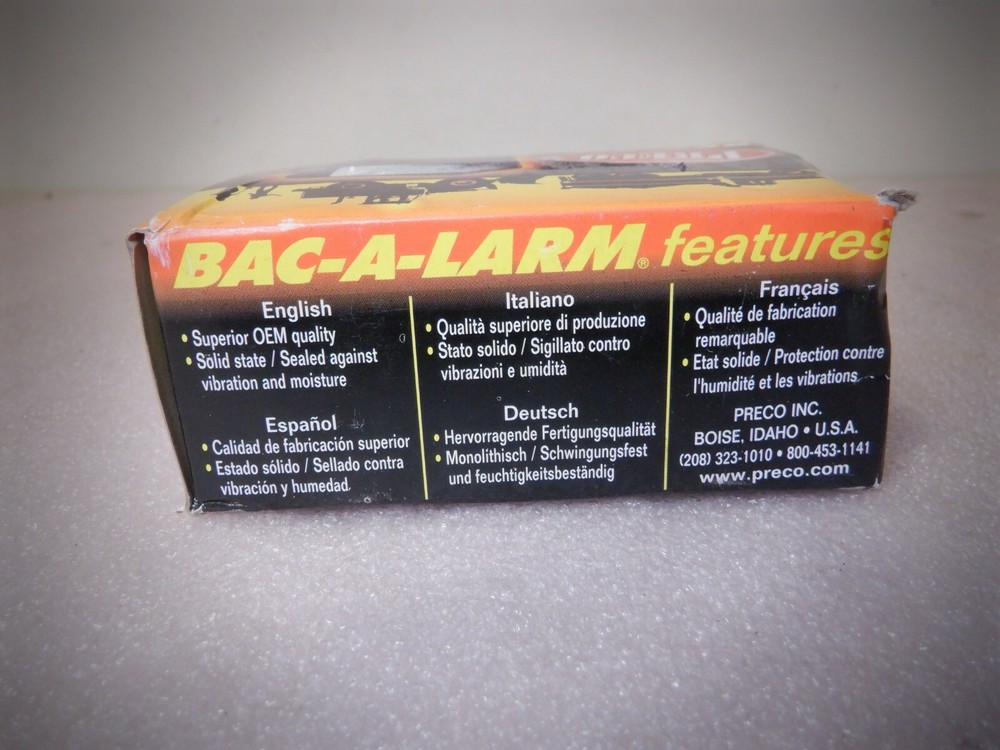 BAC-A-LARM® features
English
• Superior OEM quality
• Solid state / Sealed against
vibration and moisture
Español
• Calidad de fabricación superior
• Estado sólido / Sellado contra
vibración y humedad
Italiano
• Qualità superiore di produzione
• Stato solido / Sigillato contro
vibrazioni e umidità
Deutsch
• Hervorragende Fertigungsqualität
• Monolithisch / Schwingungsfest
und feuchtigkeitsbeständig
Français
• Qualité de fabrication
remarquable
• Etat solide / Protection contre
l'humidité et les vibrations
PRECO INC.
BOISE, IDAHO • U.S.A.
(208) 323-1010 • 800-453-1141
www.preco.com